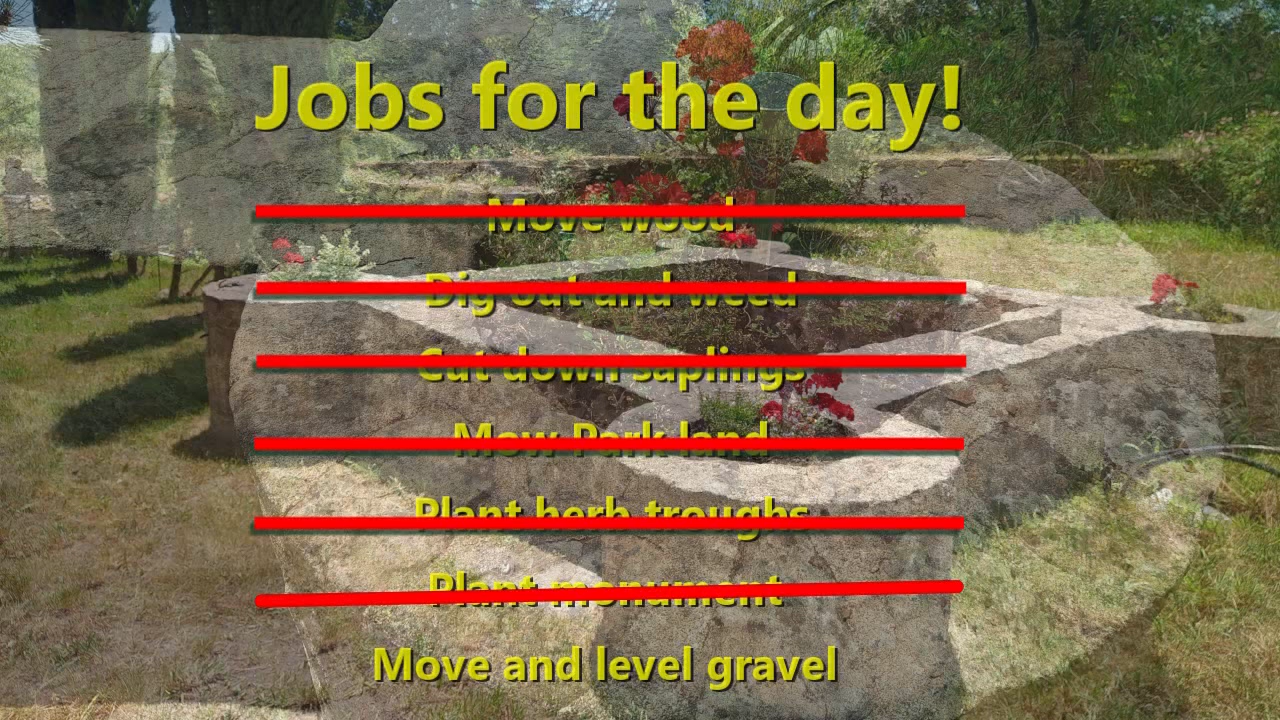 Jobs for the day!
Move wood
Dig out and weed
Cut down saplings
Mow Park land
Plant herb troughs
Plant monument
Move and level gravel